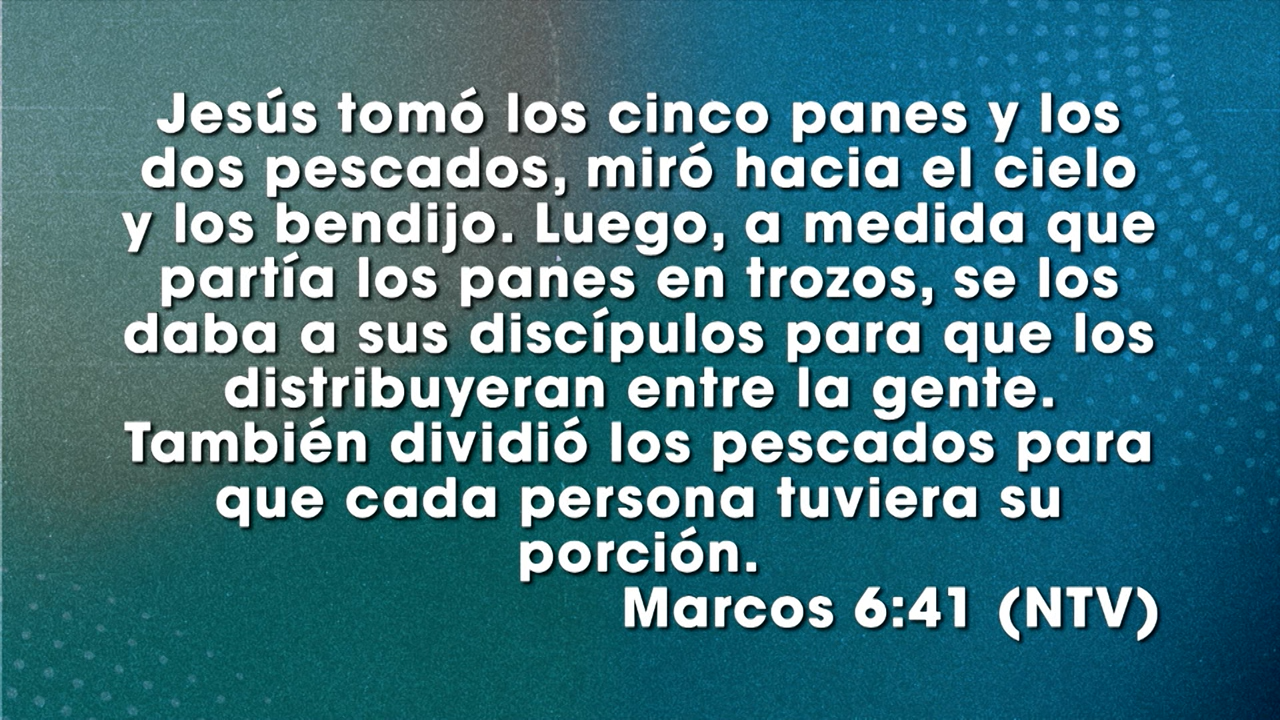 Jesús tomó los cinco panes y los
dos pescados, miró hacia el cielo
y los bendijo. Luego, a medida que
partía los panes en trozos, se los
daba a sus discípulos para que los
distribuyeran entre la gente.
También dividió los pescados para
que cada persona tuviera su
porción.
Marcos 6:41 (NTV)